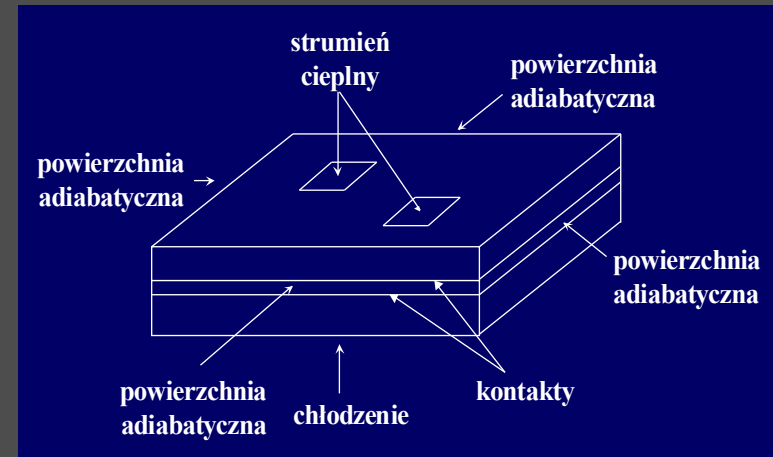 strumień
cieplny
powierzchnia
adiabatyczna
powierzchnia
adiabatyczna
powierzchnia
adiabatyczna
powierzchnia
adiabatyczna
chłodzenie
kontakty